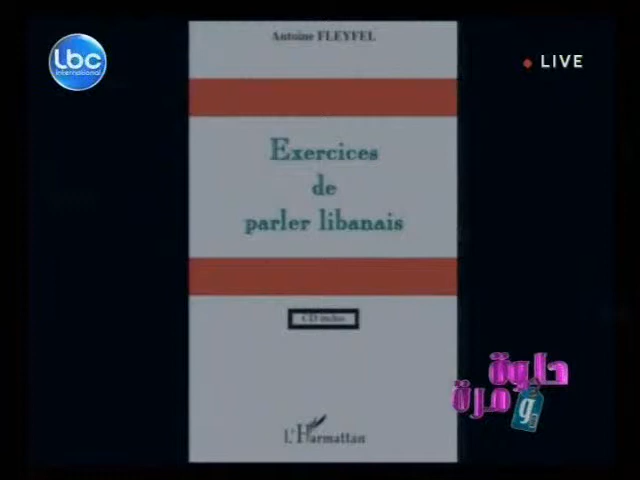 Antoine FLEYFEL
lbc
international
LIVE
Exercices
de
parler libanais
CD inclus
حلوة
و مرة
L'Harmattan